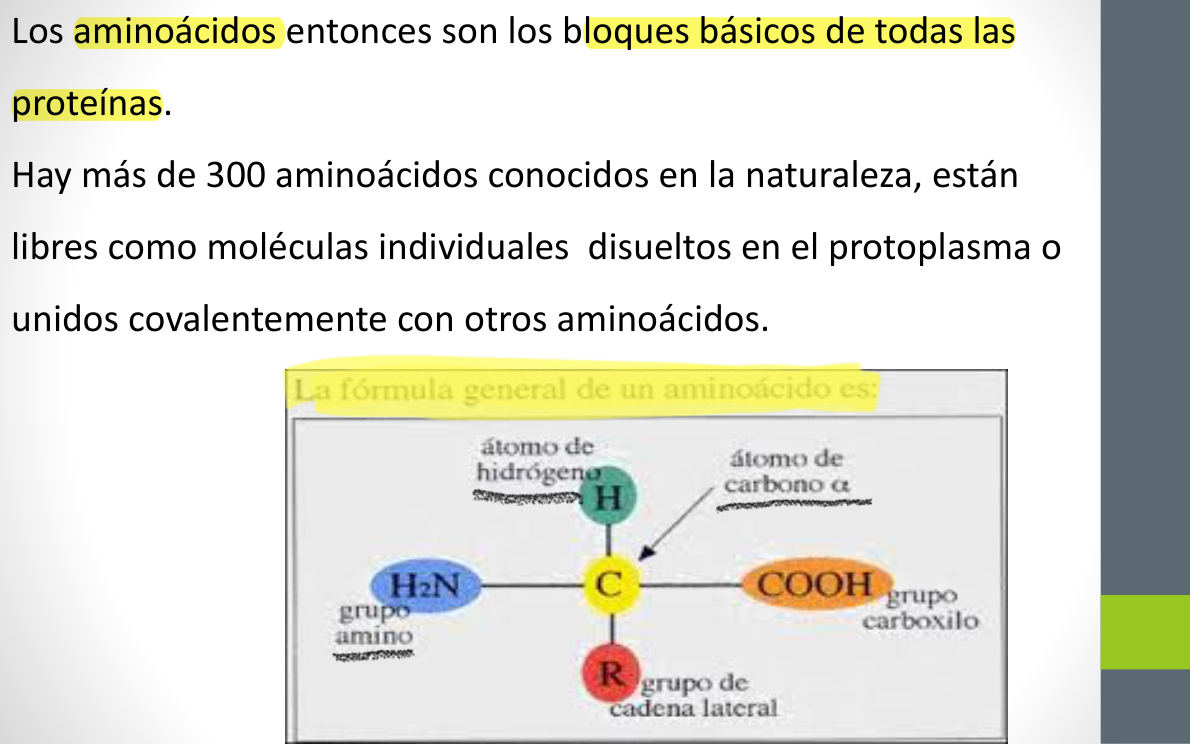 Los aminoácidos entonces son los bloques básicos de todas las
proteínas.
Hay más de 300 aminoácidos conocidos en la naturaleza, están
libres como moléculas individuales  disueltos en el protoplasma o
unidos covalentemente con otros aminoácidos.
La fórmula general de un aminoácido es:
átomo de
hidrógeno
H
átomo de
carbono α
H2N
C
COOH
grupo
amino
grupo
carboxilo
R
grupo de
cadena lateral